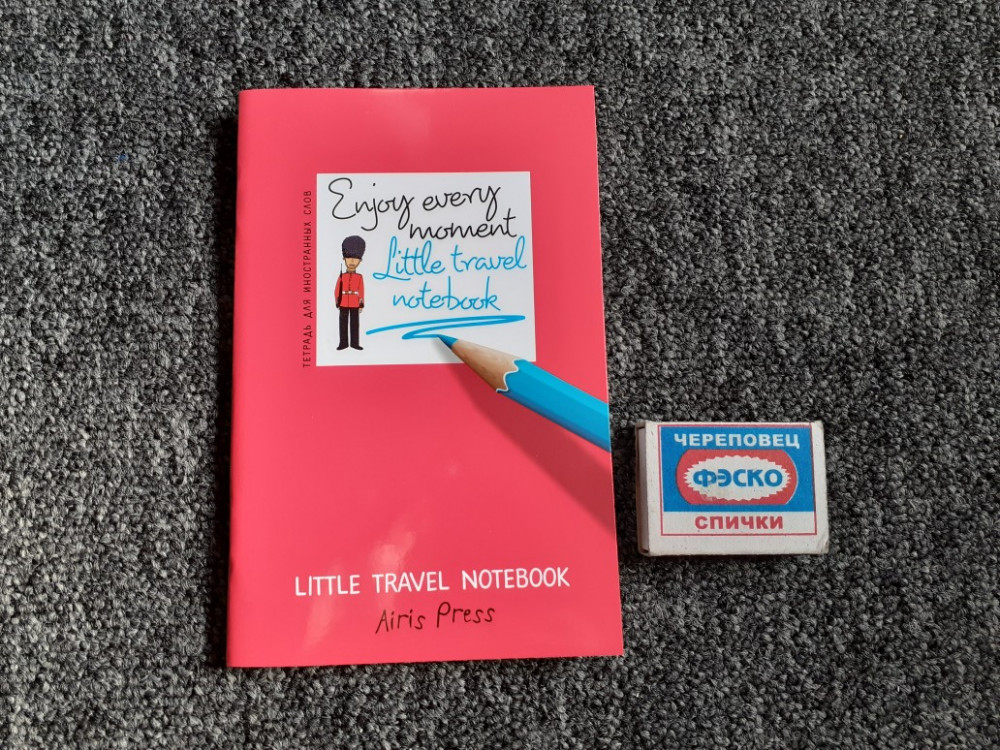 ТЕТРАДЬ ДЛЯ ИНОСТРАННЫХ СЛОВ
Enjoy every
moment
Little travel
notebook
LITTLE TRAVEL NOTEBOOK
Airis Press
ЧЕРЕПОВЕЦ
ФЭСКО
СПИЧКИ